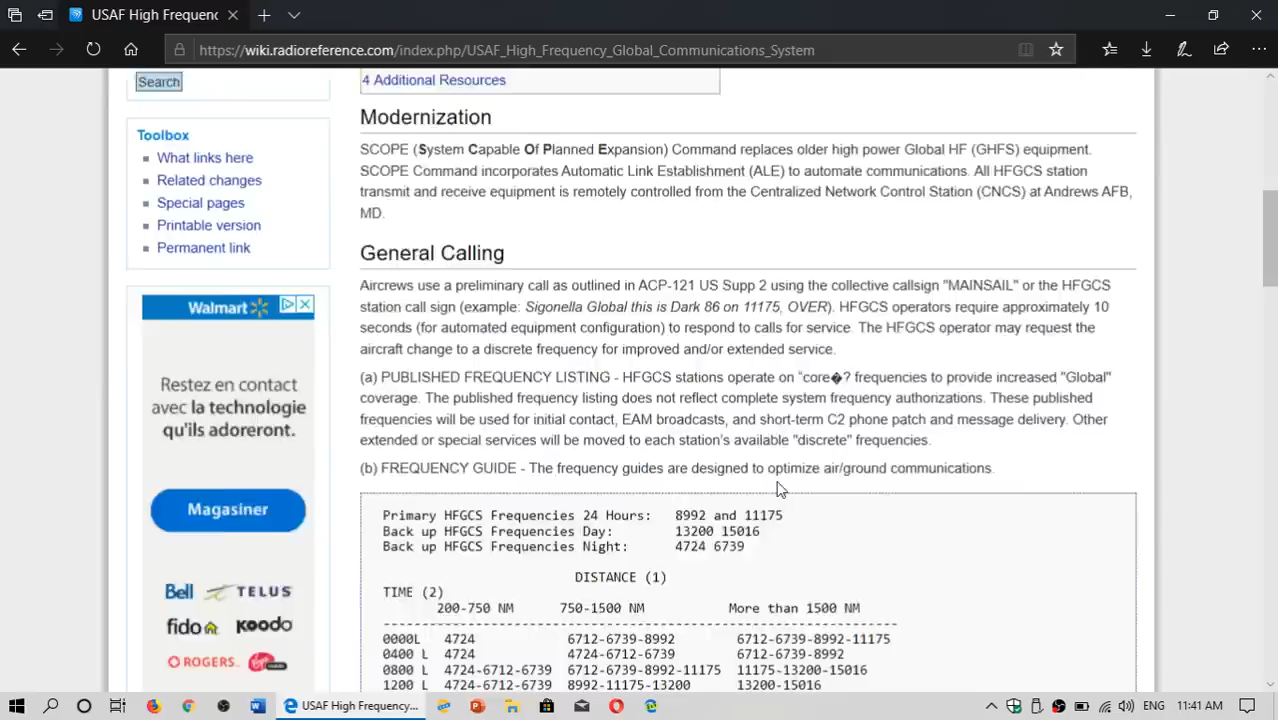 USAF High Frequenc
https://wiki.radioreference.com/index.php/USAF_High_Frequency_Global_Communications_System
Search
4 Additional Resources
Toolbox
What links here
Related changes
Special pages
Printable version
Permanent link
Walmart
Restez en contact
avec la technologie
qu'ils adoreront.
Magasiner
Bell TELUS
fido koodo
ROGERS virgin mobile
Modernization
SCOPE (System Capable Of Planned Expansion) Command replaces older high power Global HF (GHFS) equipment.
SCOPE Command incorporates Automatic Link Establishment (ALE) to automate communications. All HFGCS station
transmit and receive equipment is remotely controlled from the Centralized Network Control Station (CNCS) at Andrews AFB,
MD.
General Calling
Aircrews use a preliminary call as outlined in ACP-121 US Supp 2 using the collective callsign "MAINSAIL" or the HFGCS
station call sign (example: Sigonella Global this is Dark 86 on 11175, OVER). HFGCS operators require approximately 10
seconds (for automated equipment configuration) to respond to calls for service. The HFGCS operator may request the
aircraft change to a discrete frequency for improved and/or extended service.
(a) PUBLISHED FREQUENCY LISTING - HFGCS stations operate on “core�? frequencies to provide increased "Global"
coverage. The published frequency listing does not reflect complete system frequency authorizations. These published
frequencies will be used for initial contact, EAM broadcasts, and short-term C2 phone patch and message delivery. Other
extended or special services will be moved to each station's available "discrete" frequencies.
(b) FREQUENCY GUIDE - The frequency guides are designed to optimize air/ground communications.
Primary HFGCS Frequencies 24 Hours: 8992 and 11175
Back up HFGCS Frequencies Day: 13200 15016
Back up HFGCS Frequencies Night: 4724 6739
DISTANCE (1)
TIME (2)
200-750 NM 750-1500 NM More than 1500 NM
--------------------------------------------------------------------
0000L 4724 6712-6739-8992 6712-6739-8992-11175
0400 L 4724 4724-6712-6739 6712-6739-8992
0800 L 4724-6712-6739 6712-6739-8992-11175 11175-13200-15016
1200 L 4724-6712-6739 8992-11175-13200 13200-15016
USAF High Frequency...
ENG 11:41 AM